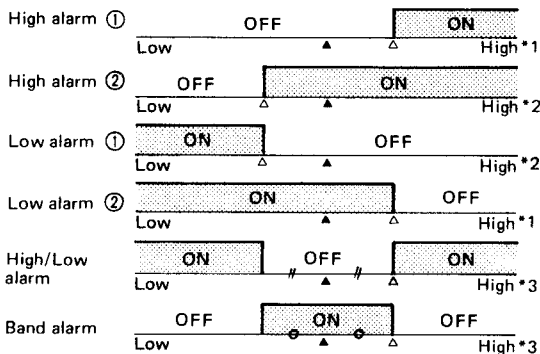 High alarm ① OFF ON
Low ▲ △ High *1
High alarm ② OFF ON
Low △ ▲ High *2
Low alarm ① ON OFF
Low △ ▲ High *2
Low alarm ② ON OFF
Low ▲ △ High *1
High/Low alarm ON OFF ON
Low ▲ △ High *3
Band alarm OFF ON OFF
Low ▲ △ High *3